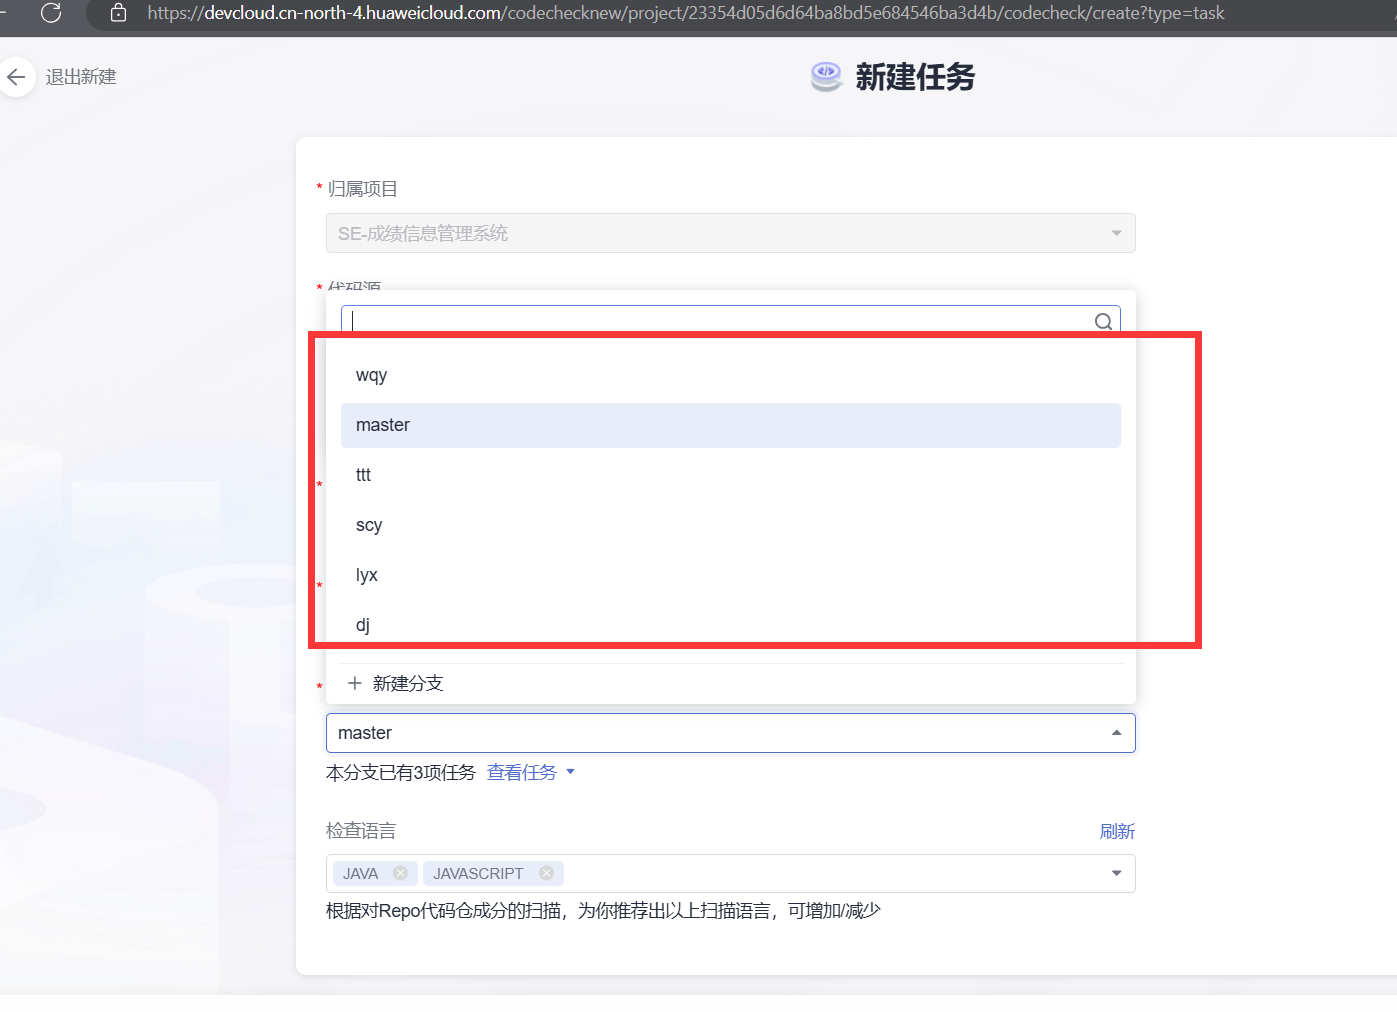 https://devcloud.cn-north-4.huaweicloud.com/codechecknew/project/23354d05d6d64ba8bd5e684546ba3d4b/codecheck/create?type=task
退出新建
新建任务
* 归属项目
SE-成绩信息管理系统
* 代码源
wqy
master
ttt
*
scy
lyx
*
dj
+ 新建分支
*
master
本分支已有3项任务 查看任务
检查语言 刷新
JAVA JAVASCRIPT
根据对Repo代码仓成分的扫描，为你推荐出以上扫描语言，可增加/减少